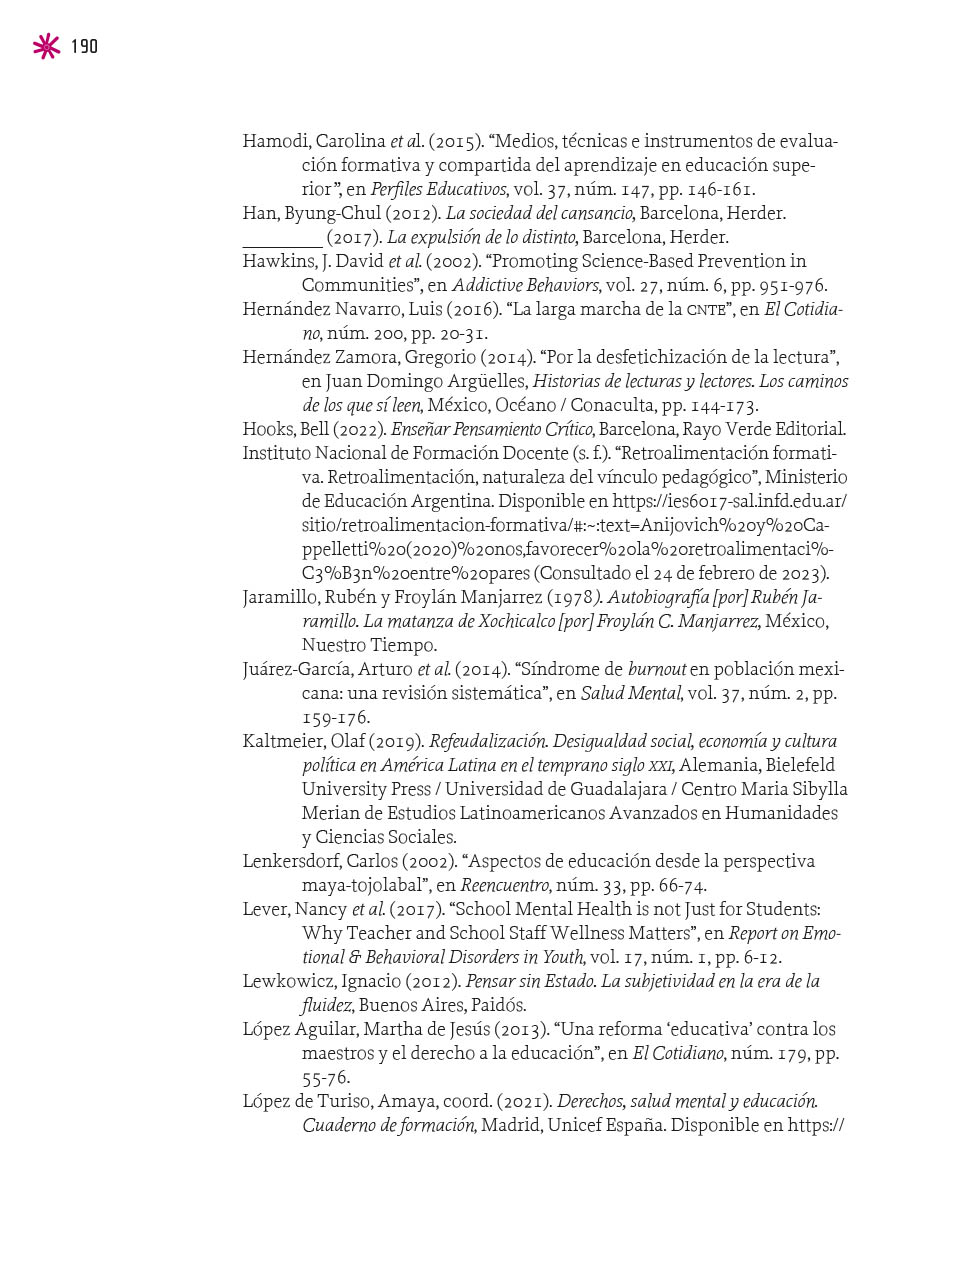 190
Hamodi, Carolina et al. (2015). “Medios, técnicas e instrumentos de evalua-
ción formativa y compartida del aprendizaje en educación supe-
rior”, en Perfiles Educativos, vol. 37, núm. 147, pp. 146-161.
Han, Byung-Chul (2012). La sociedad del cansancio, Barcelona, Herder.
________ (2017). La expulsión de lo distinto, Barcelona, Herder.
Hawkins, J. David et al. (2002). “Promoting Science-Based Prevention in
Communities”, en Addictive Behaviors, vol. 27, núm. 6, pp. 951-976.
Hernández Navarro, Luis (2016). “La larga marcha de la CNTE”, en El Cotidia-
no, núm. 200, pp. 20-31.
Hernández Zamora, Gregorio (2014). “Por la desfetichización de la lectura”,
en Juan Domingo Argüelles, Historias de lecturas y lectores. Los caminos
de los que sí leen, México, Océano / Conaculta, pp. 144-173.
Hooks, Bell (2022). Enseñar Pensamiento Crítico, Barcelona, Rayo Verde Editorial.
Instituto Nacional de Formación Docente (s. f.). “Retroalimentación formati-
va. Retroalimentación, naturaleza del vínculo pedagógico”, Ministerio
de Educación Argentina. Disponible en https://ies6017-sal.infd.edu.ar/
sitio/retroalimentacion-formativa/#:~:text=Anijovich%20y%20Ca-
ppelletti%20(2020)%20nos,favorecer%20la%20retroalimentaci%-
C3%B3n%20entre%20pares (Consultado el 24 de febrero de 2023).
Jaramillo, Rubén y Froylán Manjarrez (1978). Autobiografía [por] Rubén Ja-
ramillo. La matanza de Xochicalco [por] Froylán C. Manjarrez, México,
Nuestro Tiempo.
Juárez-García, Arturo et al. (2014). “Síndrome de burnout en población mexi-
cana: una revisión sistemática”, en Salud Mental, vol. 37, núm. 2, pp.
159-176.
Kaltmeier, Olaf (2019). Refeudalización. Desigualdad social, economía y cultura
política en América Latina en el temprano siglo XXI, Alemania, Bielefeld
University Press / Universidad de Guadalajara / Centro Maria Sibylla
Merian de Estudios Latinoamericanos Avanzados en Humanidades
y Ciencias Sociales.
Lenkersdorf, Carlos (2002). “Aspectos de educación desde la perspectiva
maya-tojolabal”, en Reencuentro, núm. 33, pp. 66-74.
Lever, Nancy et al. (2017). “School Mental Health is not Just for Students:
Why Teacher and School Staff Wellness Matters”, en Report on Emo-
tional & Behavioral Disorders in Youth, vol. 17, núm. 1, pp. 6-12.
Lewkowicz, Ignacio (2012). Pensar sin Estado. La subjetividad en la era de la
fluidez, Buenos Aires, Paidós.
López Aguilar, Martha de Jesús (2013). “Una reforma ‘educativa’ contra los
maestros y el derecho a la educación”, en El Cotidiano, núm. 179, pp.
55-76.
López de Turiso, Amaya, coord. (2021). Derechos, salud mental y educación.
Cuaderno de formación, Madrid, Unicef España. Disponible en https://